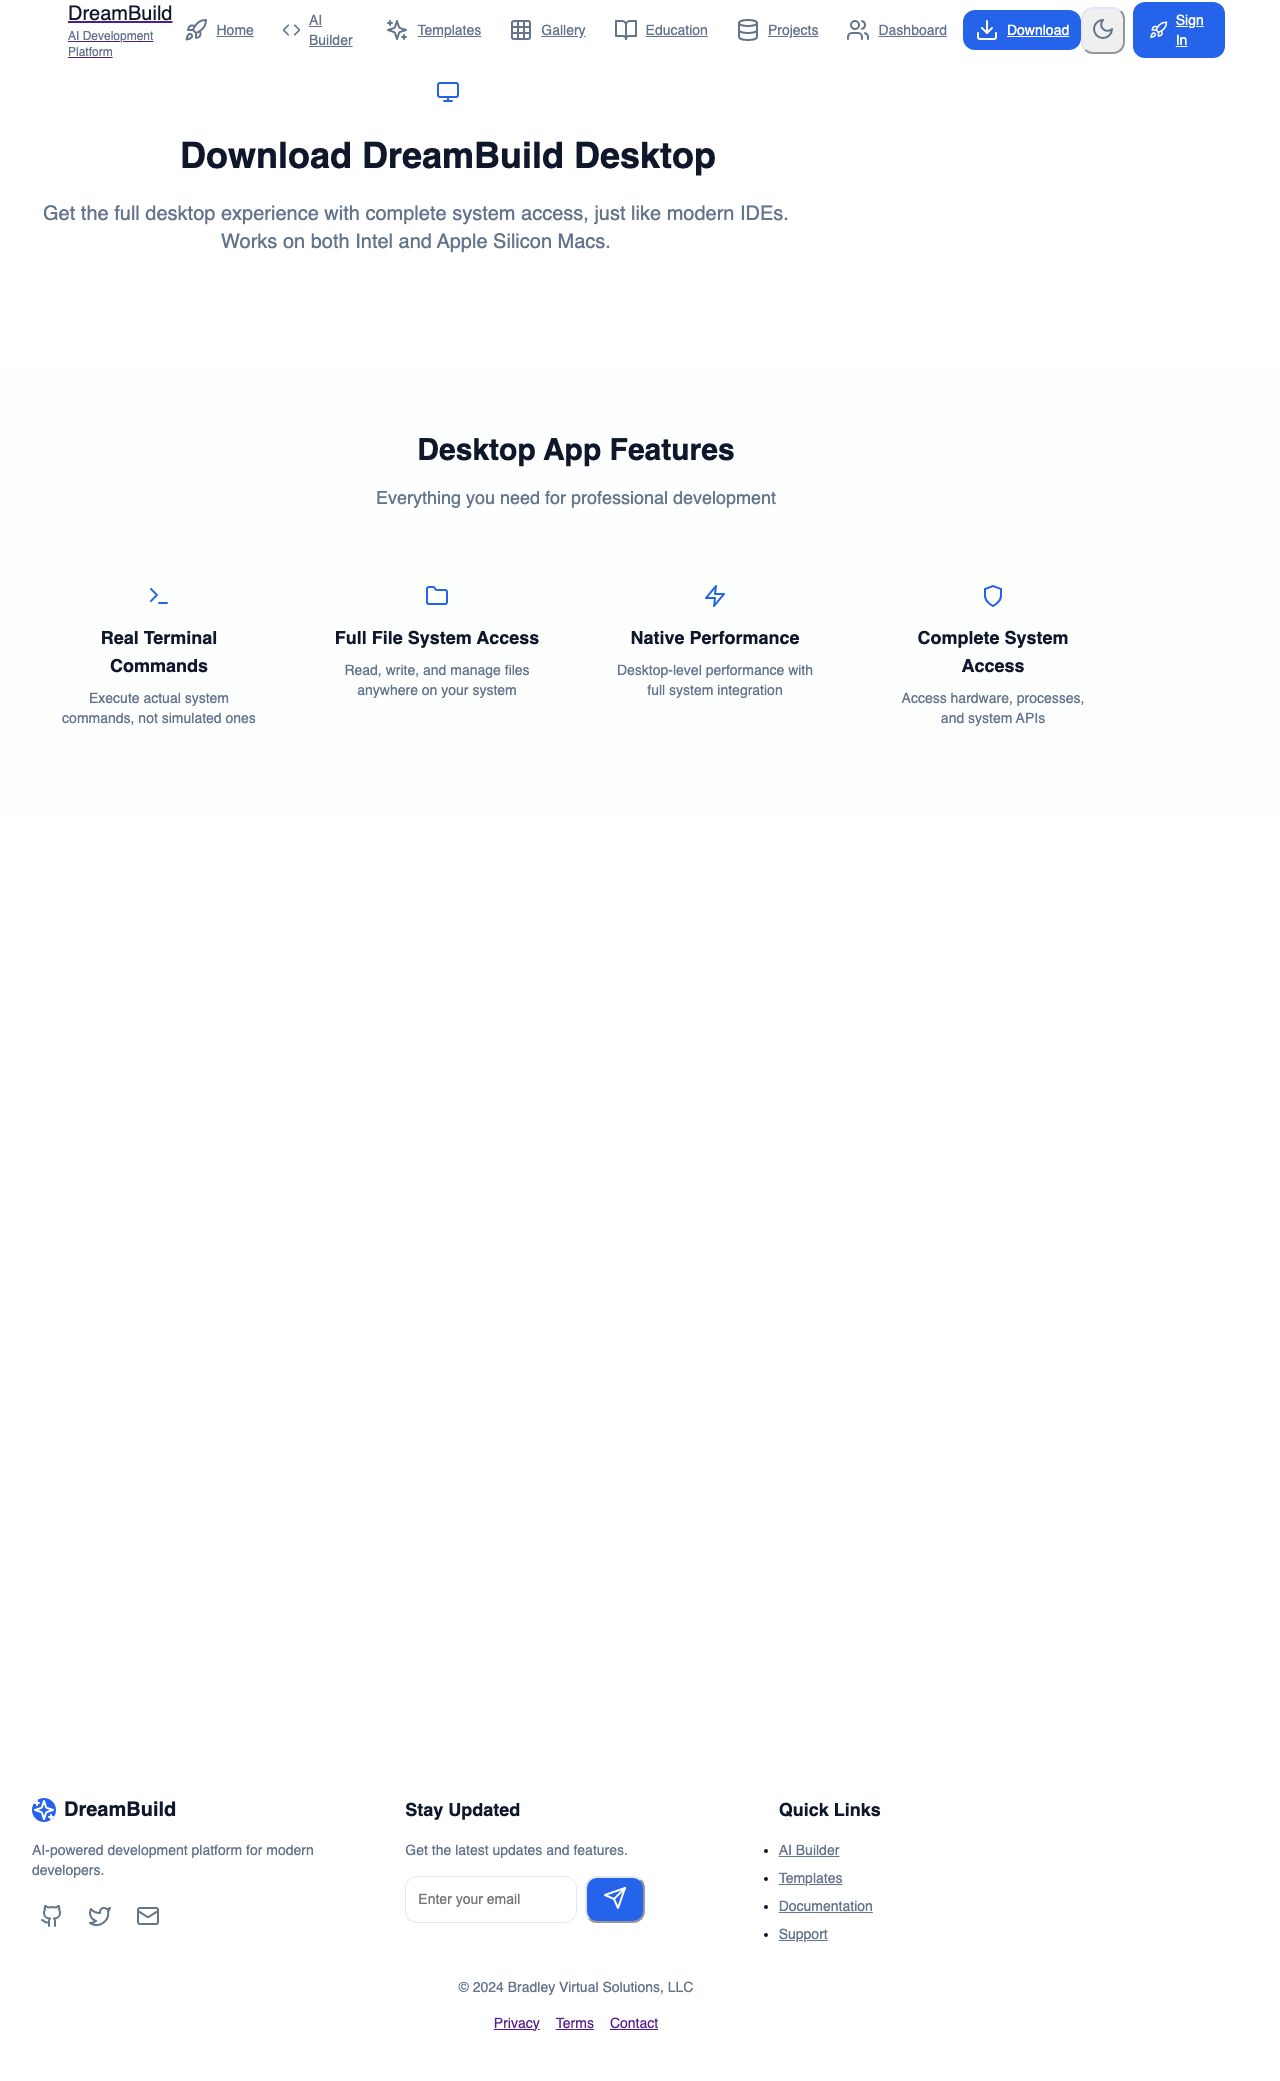 DreamBuild
AI Development
Platform
Home
AI
Builder
Templates
Gallery
Education
Projects
Dashboard
Download
Sign
In
Download DreamBuild Desktop
Get the full desktop experience with complete system access, just like modern IDEs.
Works on both Intel and Apple Silicon Macs.
Desktop App Features
Everything you need for professional development
Real Terminal
Commands
Execute actual system
commands, not simulated ones
Full File System Access
Read, write, and manage files
anywhere on your system
Native Performance
Desktop-level performance with
full system integration
Complete System
Access
Access hardware, processes,
and system APIs
DreamBuild
AI-powered development platform for modern
developers.
Stay Updated
Get the latest updates and features.
Enter your email
Quick Links
AI Builder
Templates
Documentation
Support
© 2024 Bradley Virtual Solutions, LLC
Privacy Terms Contact